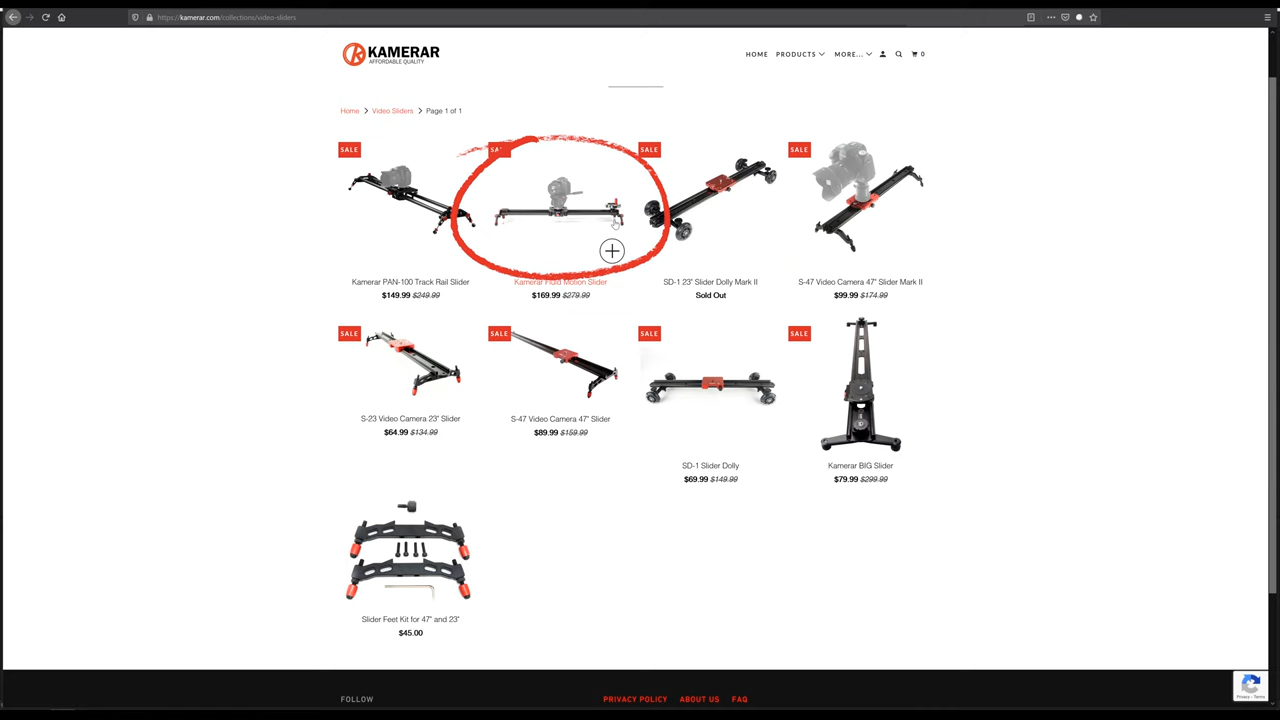 https://kamerar.com/collections/video-sliders
KAMERAR
AFFORDABLE QUALITY
HOME PRODUCTS MORE... 0
Home Video Sliders Page 1 of 1
SALE SALE SALE SALE
Kamerar PAN-100 Track Rail Slider
$149.99 $249.99
Kamerar Fluid Motion Slider
$169.99 $279.99
SD-1 23" Slider Dolly Mark II
Sold Out
S-47 Video Camera 47" Slider Mark II
$99.99 $174.99
SALE SALE SALE SALE
S-23 Video Camera 23" Slider
$64.99 $134.99
S-47 Video Camera 47" Slider
$89.99 $159.99
SD-1 Slider Dolly
$69.99 $149.99
Kamerar BIG Slider
$79.99 $299.99
Slider Feet Kit for 47" and 23"
$45.00
FOLLOW PRIVACY POLICY ABOUT US FAQ
Privacy - Terms